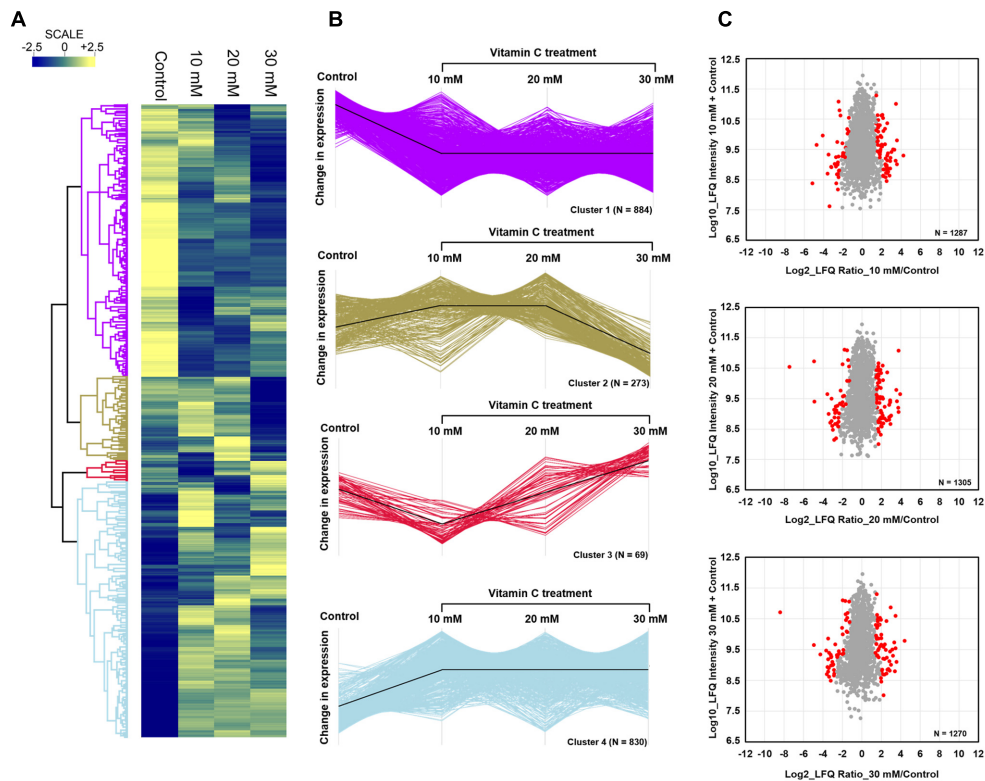 A
SCALE
-2.5 0 +2.5
Control
10 mM
20 mM
30 mM
B
Vitamin C treatment
Control
10 mM
20 mM
30 mM
Change in expression
Cluster 1 (N = 884)
Vitamin C treatment
Control
10 mM
20 mM
30 mM
Change in expression
Cluster 2 (N = 273)
Vitamin C treatment
Control
10 mM
20 mM
30 mM
Change in expression
Cluster 3 (N = 69)
Vitamin C treatment
Control
10 mM
20 mM
30 mM
Change in expression
Cluster 4 (N = 830)
C
Log10_LFQ Intensity 10 mM + Control
12.5
11.5
10.5
9.5
8.5
7.5
6.5
N = 1287
-12 -10 -8 -6 -4 -2 0 2 4 6 8 10 12
Log2_LFQ Ratio_10 mM/Control
Log10_LFQ Intensity 20 mM + Control
12.5
11.5
10.5
9.5
8.5
7.5
6.5
N = 1305
-12 -10 -8 -6 -4 -2 0 2 4 6 8 10 12
Log2_LFQ Ratio_20 mM/Control
Log10_LFQ Intensity 30 mM + Control
12.5
11.5
10.5
9.5
8.5
7.5
6.5
N = 1270
-12 -10 -8 -6 -4 -2 0 2 4 6 8 10 12
Log2_LFQ Ratio_30 mM/Control